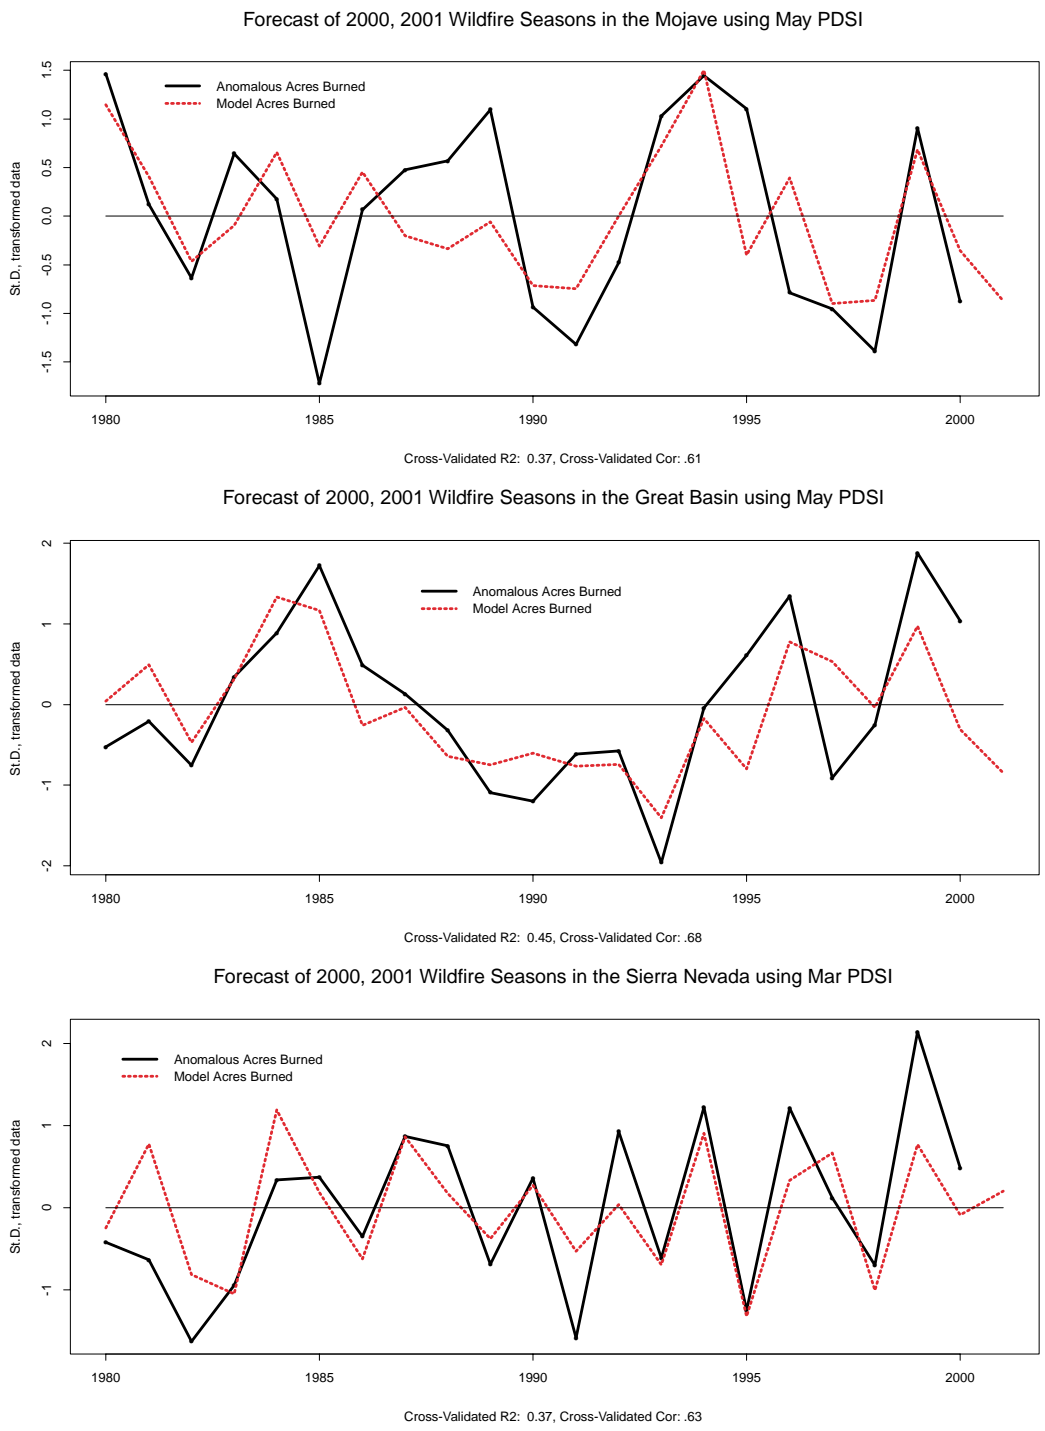 Forecast of 2000, 2001 Wildfire Seasons in the Mojave using May PDSI
Anomalous Acres Burned
Model Acres Burned
St.D., transformed data
1.5
1.0
0.5
0.0
-0.5
-1.0
-1.5
1980 1985 1990 1995 2000
Cross-Validated R2: 0.37, Cross-Validated Cor: .61
Forecast of 2000, 2001 Wildfire Seasons in the Great Basin using May PDSI
Anomalous Acres Burned
Model Acres Burned
St.D., transformed data
2
1
0
-1
-2
1980 1985 1990 1995 2000
Cross-Validated R2: 0.45, Cross-Validated Cor: .68
Forecast of 2000, 2001 Wildfire Seasons in the Sierra Nevada using Mar PDSI
Anomalous Acres Burned
Model Acres Burned
St.D., transformed data
2
1
0
-1
1980 1985 1990 1995 2000
Cross-Validated R2: 0.37, Cross-Validated Cor: .63